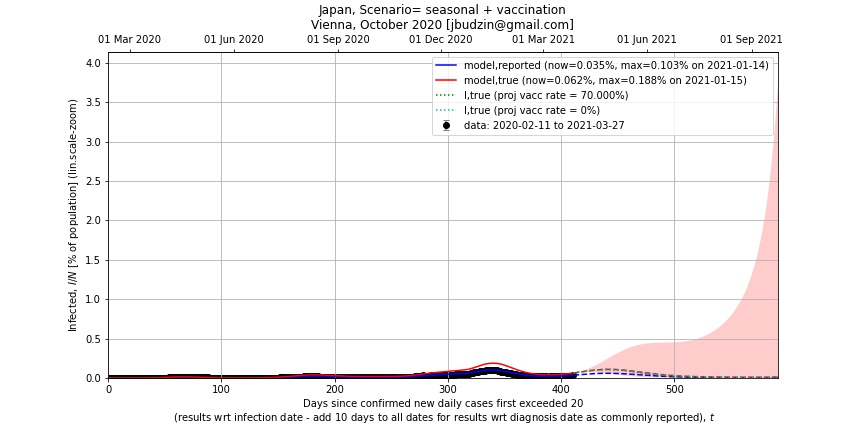 Japan, Scenario= seasonal + vaccination
Vienna, October 2020 [jbudzin@gmail.com]
01 Mar 2020 01 Jun 2020 01 Sep 2020 01 Dec 2020 01 Mar 2021 01 Jun 2021 01 Sep 2021
model,reported (now=0.035%, max=0.103% on 2021-01-14)
model,true (now=0.062%, max=0.188% on 2021-01-15)
I,true (proj vacc rate = 70.000%)
I,true (proj vacc rate = 0%)
data: 2020-02-11 to 2021-03-27
Infected, I/N [% of population] (lin.scale-zoom)
4.0
3.5
3.0
2.5
2.0
1.5
1.0
0.5
0.0
0 100 200 300 400 500
Days since confirmed new daily cases first exceeded 20
(results wrt infection date - add 10 days to all dates for results wrt diagnosis date as commonly reported), t